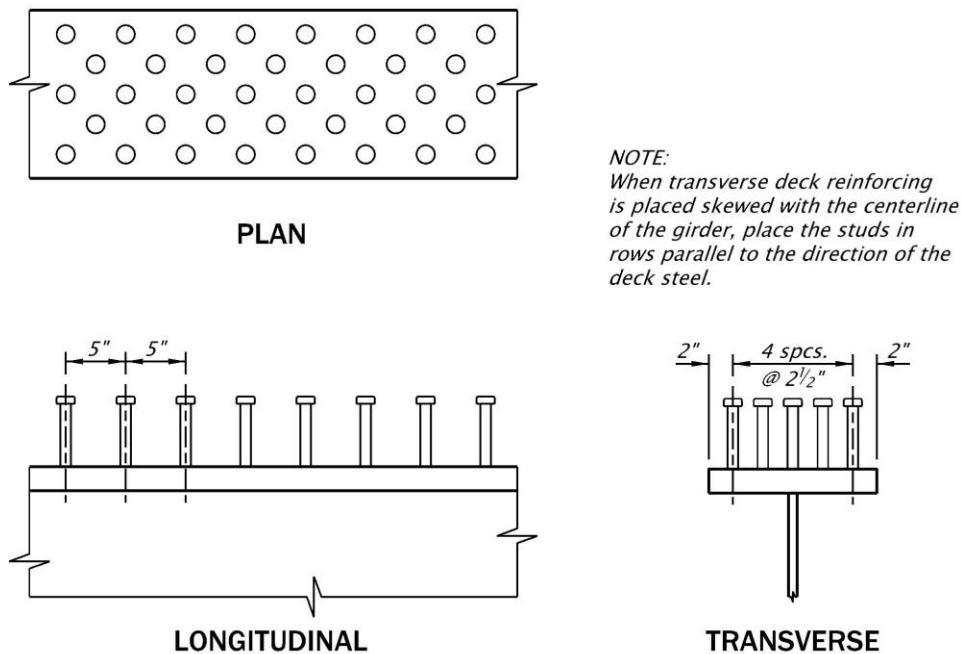 PLAN
NOTE:
When transverse deck reinforcing
is placed skewed with the centerline
of the girder, place the studs in
rows parallel to the direction of the
deck steel.
5" 5"
LONGITUDINAL
2" 4 spcs. 2"
@ 2½"
TRANSVERSE